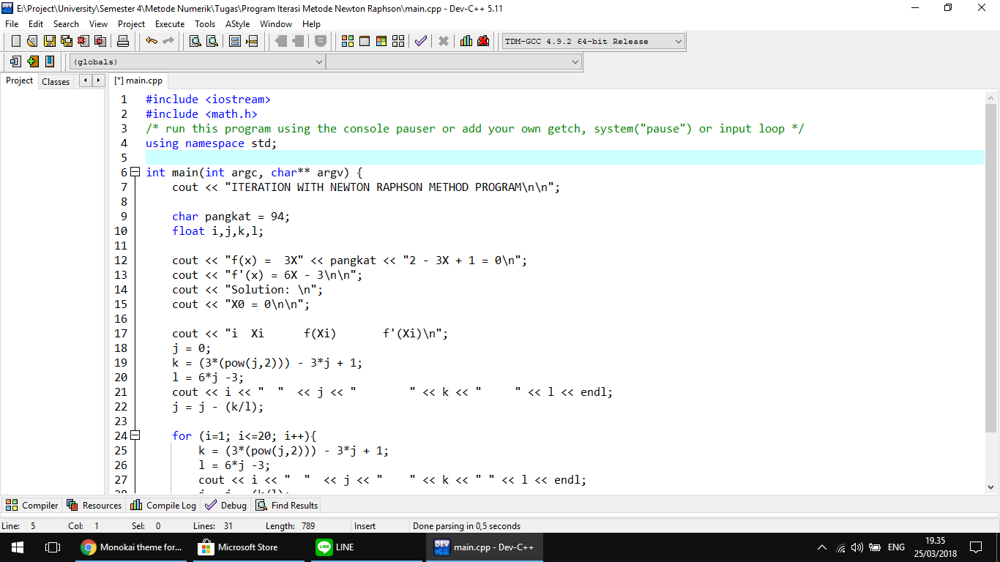 E:\Project\University\Semester 4\Metode Numerik\Tugas\Program Iterasi Metode Newton Raphson\main.cpp - Dev-C++ 5.11
File Edit Search View Project Execute Tools AStyle Window Help
TDM-GCC 4.9.2 64-bit Release
(globals)
Project Classes [*] main.cpp
1 #include <iostream>
2 #include <math.h>
3 /* run this program using the console pauser or add your own getch, system("pause") or input loop */
4 using namespace std;
5
6 int main(int argc, char** argv) {
7     cout << "ITERATION WITH NEWTON RAPHSON METHOD PROGRAM\n\n";
8
9     char pangkat = 94;
10     float i,j,k,l;
11
12     cout << "f(x) =  3X" << pangkat << "2 - 3X + 1 = 0\n";
13     cout << "f'(x) = 6X - 3\n\n";
14     cout << "Solution: \n";
15     cout << "X0 = 0\n\n";
16
17     cout << "i  Xi      f(Xi)       f'(Xi)\n";
18     j = 0;
19     k = (3*(pow(j,2))) - 3*j + 1;
20     l = 6*j -3;
21     cout << i << "  "  << j << "        " << k << "     " << l << endl;
22     j = j - (k/l);
23
24     for (i=1; i<=20; i++){
25         k = (3*(pow(j,2))) - 3*j + 1;
26         l = 6*j -3;
27         cout << i << "  "  << j << "    " << k << " " << l << endl;
Compiler Resources Compile Log Debug Find Results
Line: 5 Col: 1 Sel: 0 Lines: 31 Length: 789 Insert Done parsing in 0,5 seconds
Monokai theme for... Microsoft Store LINE main.cpp - Dev-C++ ENG 19.35
25/03/2018